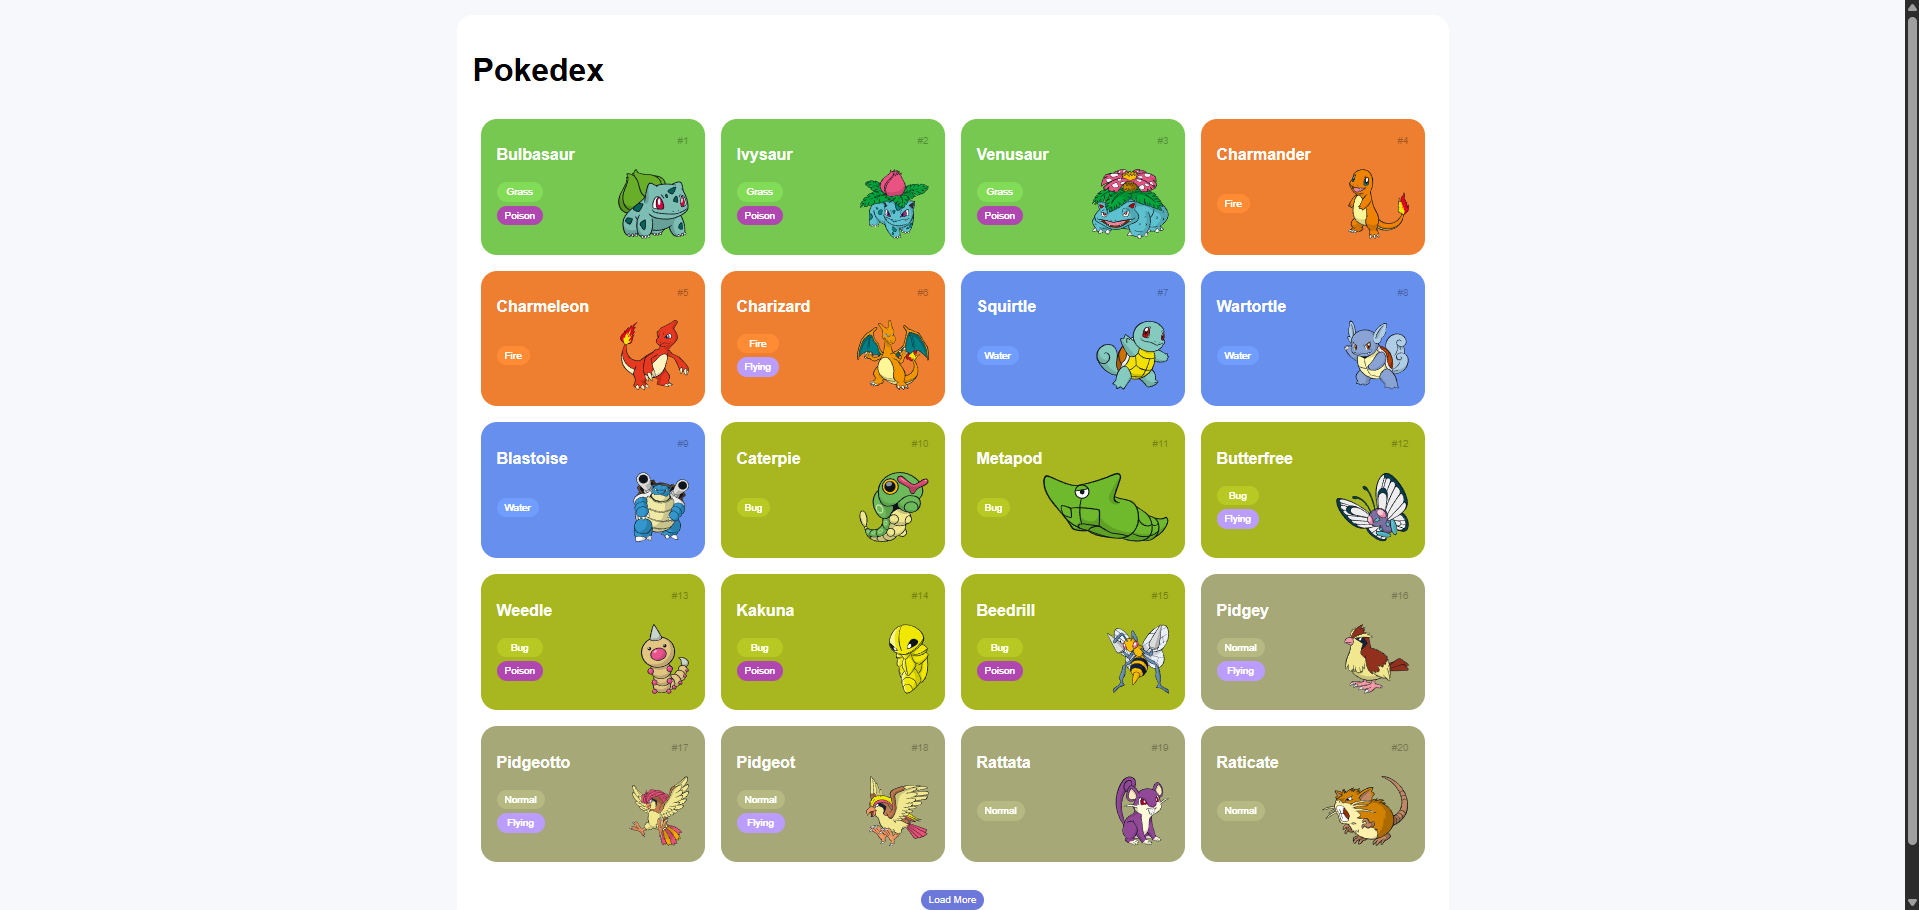 Pokedex
#1
Bulbasaur
Grass
Poison
#2
Ivysaur
Grass
Poison
#3
Venusaur
Grass
Poison
#4
Charmander
Fire
#5
Charmeleon
Fire
#6
Charizard
Fire
Flying
#7
Squirtle
Water
#8
Wartortle
Water
#9
Blastoise
Water
#10
Caterpie
Bug
#11
Metapod
Bug
#12
Butterfree
Bug
Flying
#13
Weedle
Bug
Poison
#14
Kakuna
Bug
Poison
#15
Beedrill
Bug
Poison
#16
Pidgey
Normal
Flying
#17
Pidgeotto
Normal
Flying
#18
Pidgeot
Normal
Flying
#19
Rattata
Normal
#20
Raticate
Normal
Load More